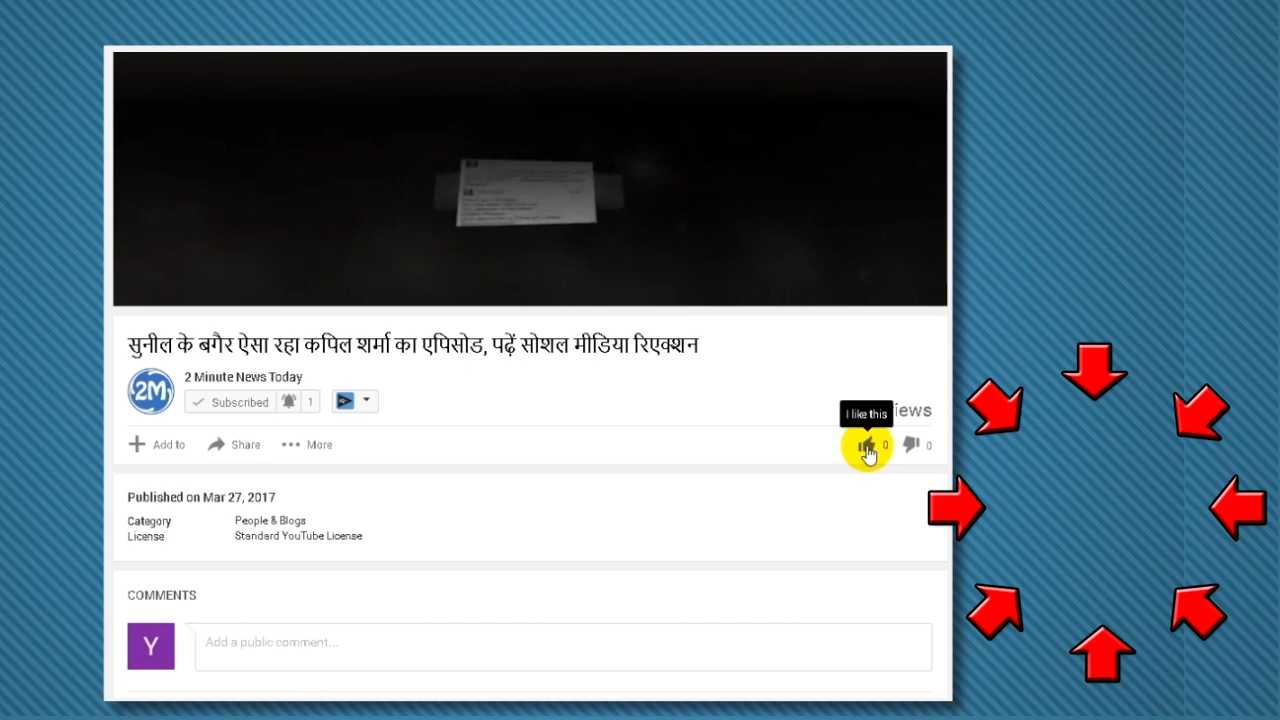 सुनील के बगैर ऐसा रहा कपिल शर्मा का एपिसोड, पढ़ें सोशल मीडिया रिएक्शन
2M
2 Minute News Today
Subscribed 1
I like this
Add to Share More 0 0
Published on Mar 27, 2017
Category People & Blogs
License Standard YouTube License
COMMENTS
Y
Add a public comment...